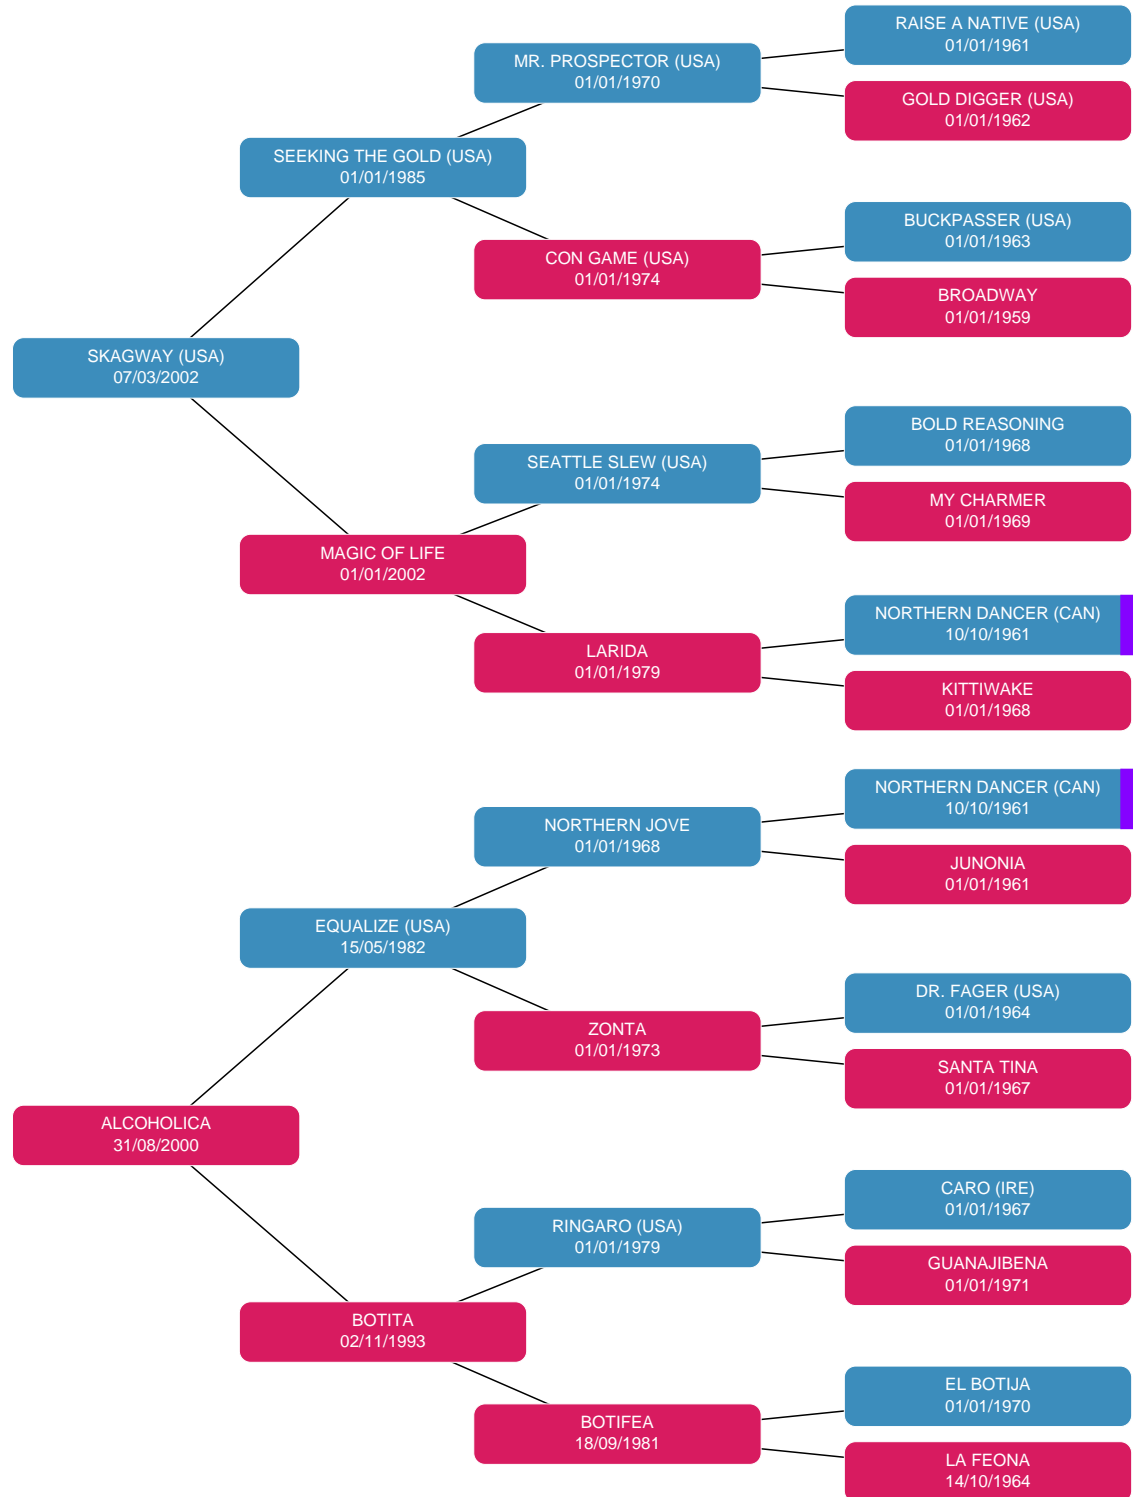 RAISE A NATIVE (USA)
01/01/1961
MR. PROSPECTOR (USA)
01/01/1970
GOLD DIGGER (USA)
01/01/1962
SEEKING THE GOLD (USA)
01/01/1985
BUCKPASSER (USA)
01/01/1963
CON GAME (USA)
01/01/1974
BROADWAY
01/01/1959
SKAGWAY (USA)
07/03/2002
BOLD REASONING
01/01/1968
SEATTLE SLEW (USA)
01/01/1974
MY CHARMER
01/01/1969
MAGIC OF LIFE
01/01/2002
NORTHERN DANCER (CAN)
10/10/1961
LARIDA
01/01/1979
KITTIWAKE
01/01/1968
NORTHERN DANCER (CAN)
10/10/1961
NORTHERN JOVE
01/01/1968
JUNONIA
01/01/1961
EQUALIZE (USA)
15/05/1982
DR. FAGER (USA)
01/01/1964
ZONTA
01/01/1973
SANTA TINA
01/01/1967
ALCOHOLICA
31/08/2000
CARO (IRE)
01/01/1967
RINGARO (USA)
01/01/1979
GUANAJIBENA
01/01/1971
BOTITA
02/11/1993
EL BOTIJA
01/01/1970
BOTIFEA
18/09/1981
LA FEONA
14/10/1964